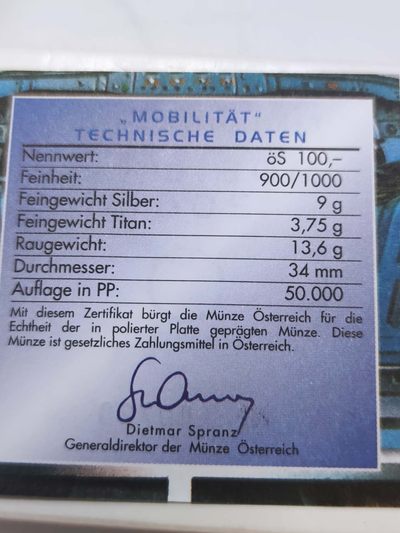 „MOBILITÄT“
TECHNISCHE DATEN
Nennwert: öS 100,–
Feinheit: 900/1000
Feingewicht Silber: 9 g
Feingewicht Titan: 3,75 g
Raugewicht: 13,6 g
Durchmesser: 34 mm
Auflage in PP: 50.000
Mit diesem Zertifikat bürgt die Münze Österreich für die
Echtheit der in polierter Platte geprägten Münze. Diese
Münze ist gesetzliches Zahlungsmittel in Österreich.
Dietmar Spranz
Generaldirektor der Münze Österreich